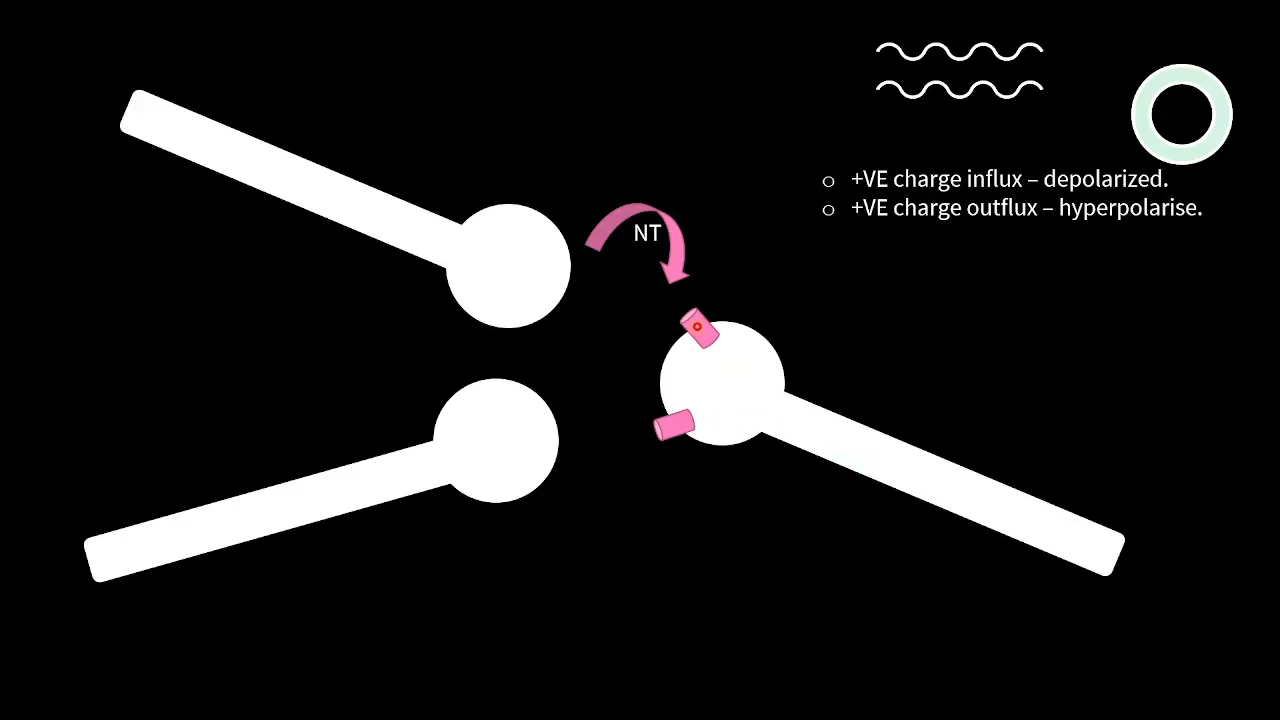 +VE charge influx – depolarized.
+VE charge outflux – hyperpolarise.
NT